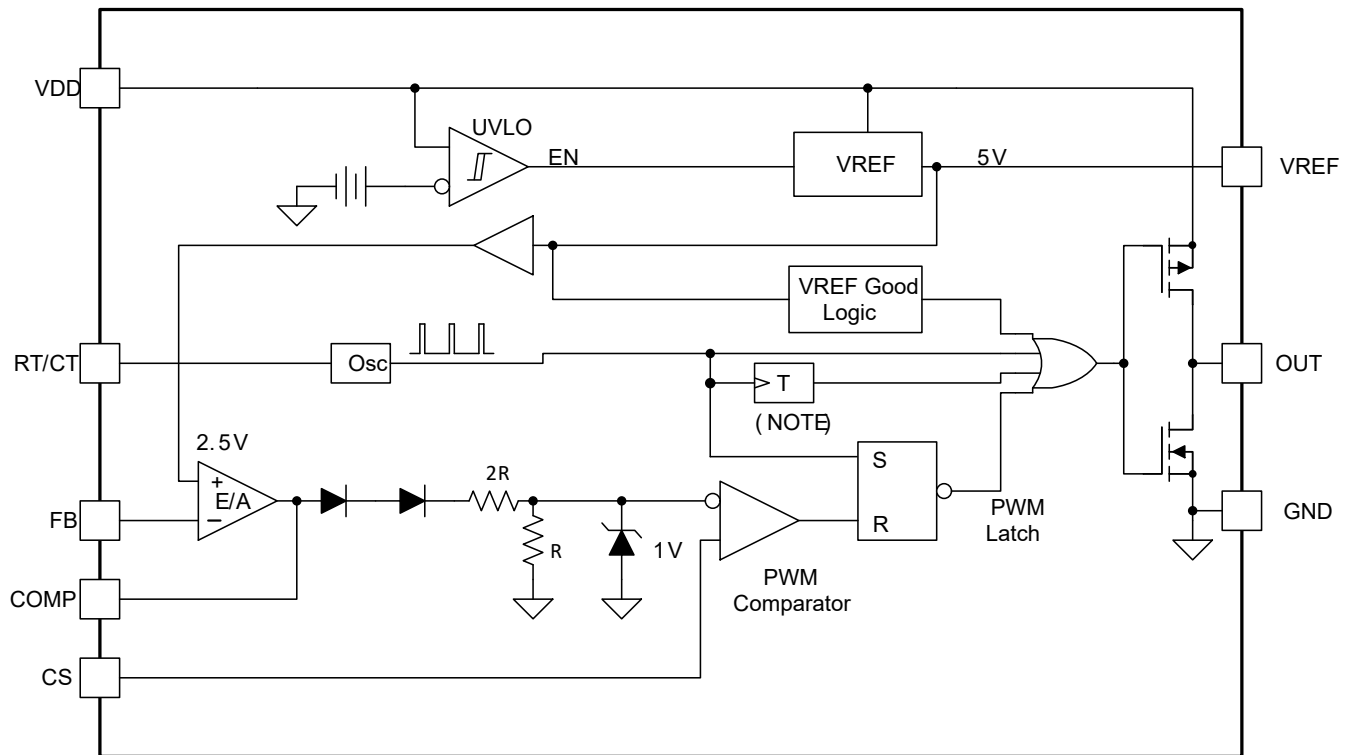 VDD
UVLO
EN
VREF
5V
VREF
VREF Good
Logic
RT/CT
Osc
T
(NOTE)
OUT
2.5V
+
E/A
−
2R
R
1V
S
R
PWM
Latch
FB
GND
COMP
PWM
Comparator
CS